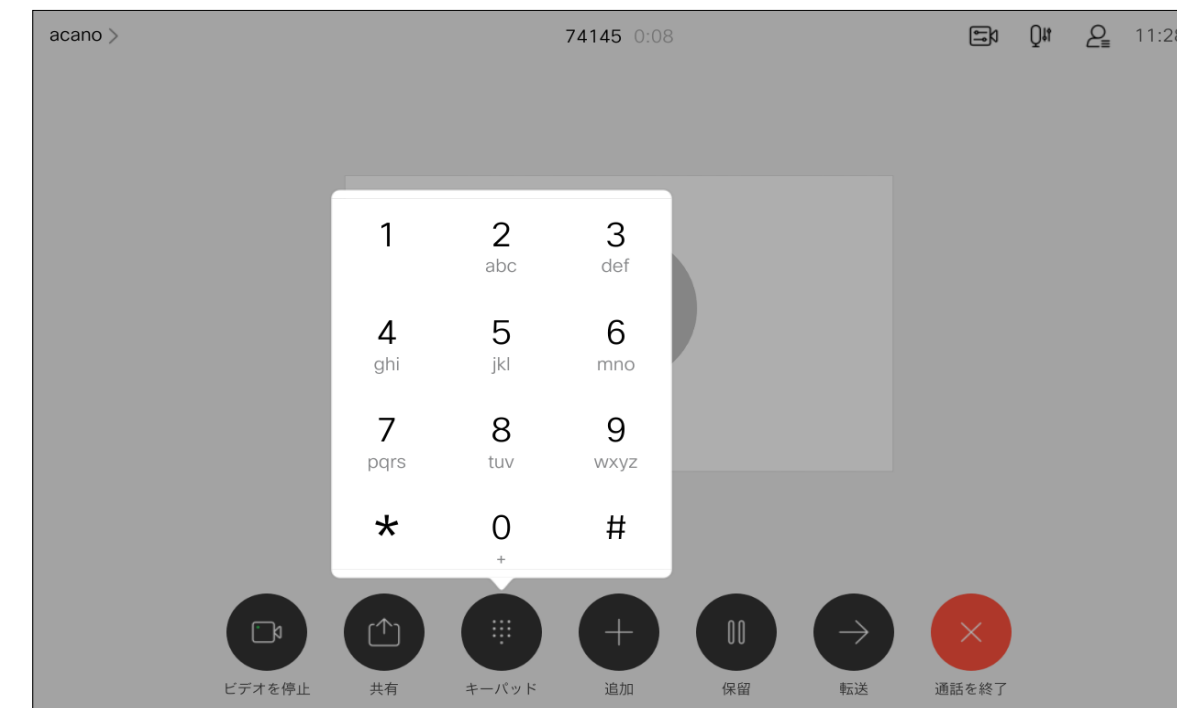 acano >
74145 0:08
11:28
1 2 3
abc def
4 5 6
ghi jkl mno
7 8 9
pqrs tuv wxyz
* 0 #
+
ビデオを停止 共有 キーパッド 追加 保留 転送 通話を終了